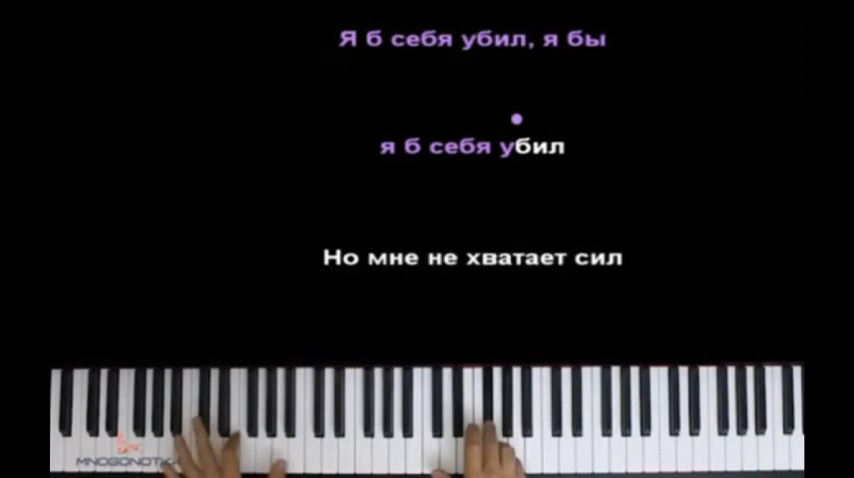 Я б себя убил, я бы
я б себя убил
Но мне не хватает сил
MNOGONOTKA